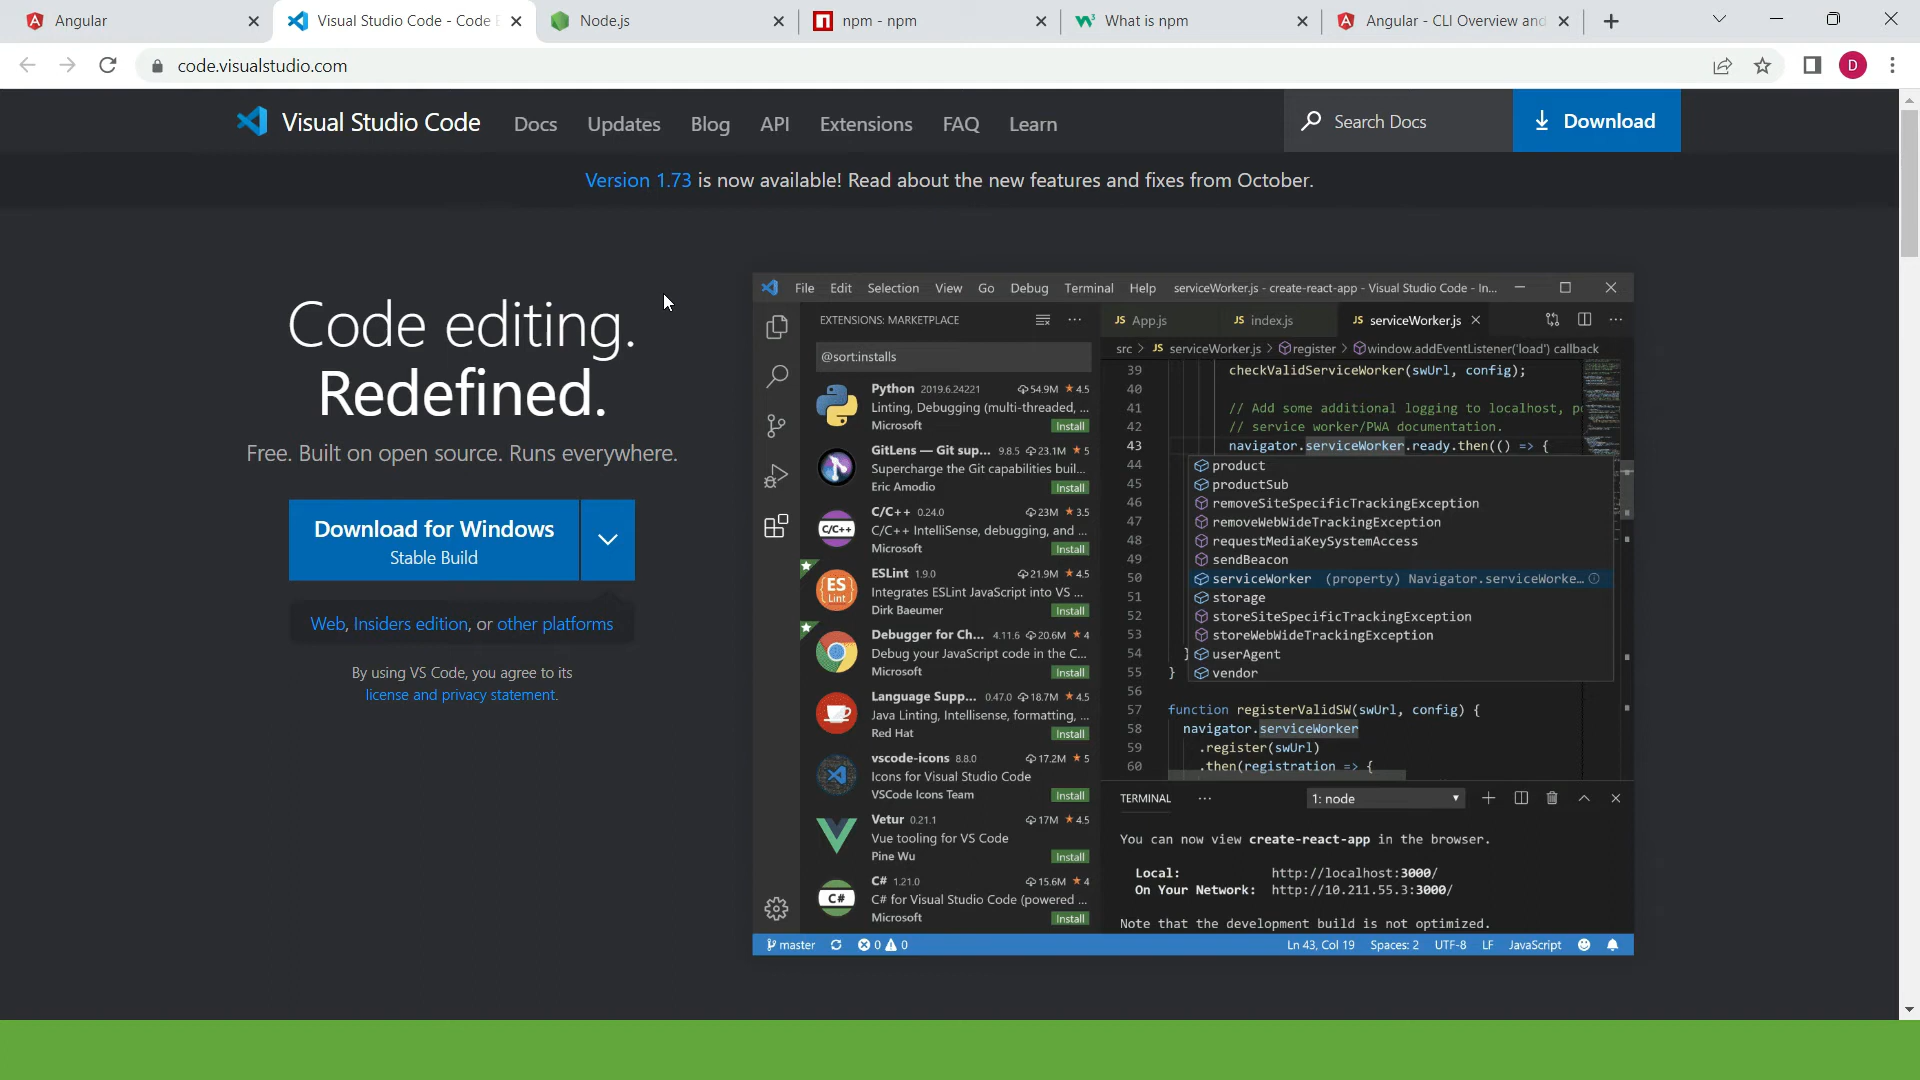 Angular
Visual Studio Code - Code E
Node.js
npm - npm
What is npm
Angular - CLI Overview and
code.visualstudio.com
D
Visual Studio Code
Docs
Updates
Blog
API
Extensions
FAQ
Learn
Search Docs
Download
Version 1.73 is now available! Read about the new features and fixes from October.
Code editing.
Redefined.
Free. Built on open source. Runs everywhere.
Download for Windows
Stable Build
Web, Insiders edition, or other platforms
By using VS Code, you agree to its
license and privacy statement.
File Edit Selection View Go Debug Terminal Help serviceWorker.js - create-react-app - Visual Studio Code - In...
EXTENSIONS: MARKETPLACE
@sort:installs
Python 2019.6.24221 54.9M 4.5
Linting, Debugging (multi-threaded, ...
Microsoft Install
GitLens — Git sup... 9.8.5 23.1M 5
Supercharge the Git capabilities buil...
Eric Amodio Install
C/C++ C/C++ 0.24.0 23M 3.5
C/C++ IntelliSense, debugging, and ...
Microsoft Install
ES Lint ESLint 1.9.0 21.9M 4.5
Integrates ESLint JavaScript into VS ...
Dirk Baeumer Install
Debugger for Ch... 4.11.6 20.6M 4
Debug your JavaScript code in the C...
Microsoft Install
Language Supp... 0.47.0 18.7M 4.5
Java Linting, Intellisense, formatting, ...
Red Hat Install
vscode-icons 8.8.0 17.2M 5
Icons for Visual Studio Code
VSCode Icons Team Install
Vetur 0.21.1 17M 4.5
Vue tooling for VS Code
Pine Wu Install
C# C# 1.21.0 15.6M 4
C# for Visual Studio Code (powered ...
Microsoft Install
JS App.js JS index.js JS serviceWorker.js
src > JS serviceWorker.js > register > window.addEventListener('load') callback
39 checkValidServiceWorker(swUrl, config);
40
41 // Add some additional logging to localhost, p
42 // service worker/PWA documentation.
43 navigator.serviceWorker.ready.then(() => {
44 product
45 productSub
46 removeSiteSpecificTrackingException
47 removeWebWideTrackingException
48 requestMediaKeySystemAccess
49 sendBeacon
50 serviceWorker (property) Navigator.serviceWorke...
51 storage
52 storeSiteSpecificTrackingException
53 storeWebWideTrackingException
54 } userAgent
55 } vendor
56
57 function registerValidSW(swUrl, config) {
58 navigator.serviceWorker
59 .register(swUrl)
60 .then(registration => {
TERMINAL ... 1: node
You can now view create-react-app in the browser.
Local: http://localhost:3000/
On Your Network: http://10.211.55.3:3000/
Note that the development build is not optimized.
master 0 0 Ln 43, Col 19 Spaces: 2 UTF-8 LF JavaScript